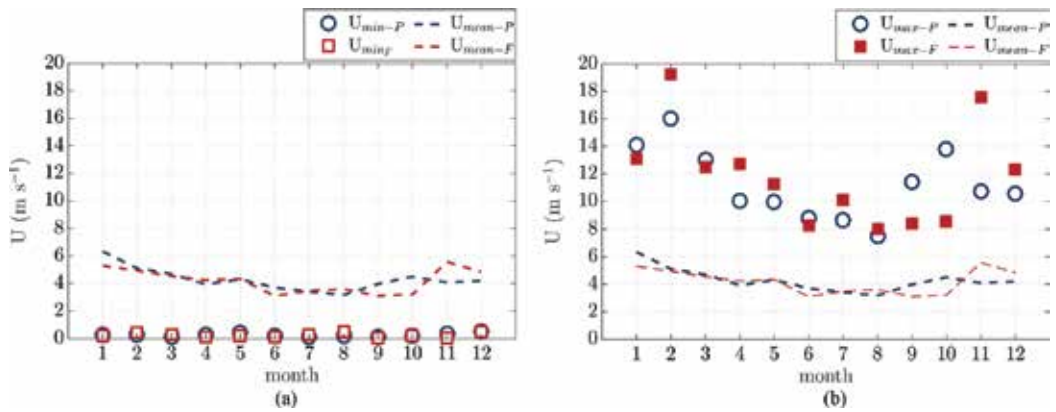 U_min-P U_mean-P
U_min_F U_mean-F
20
18
16
14
12
10
8
6
4
2
0
U (m s⁻¹)
1 2 3 4 5 6 7 8 9 10 11 12
month
(a)
U_max-P U_mean-P
U_max-F U_mean-F
20
18
16
14
12
10
8
6
4
2
0
U (m s⁻¹)
1 2 3 4 5 6 7 8 9 10 11 12
month
(b)